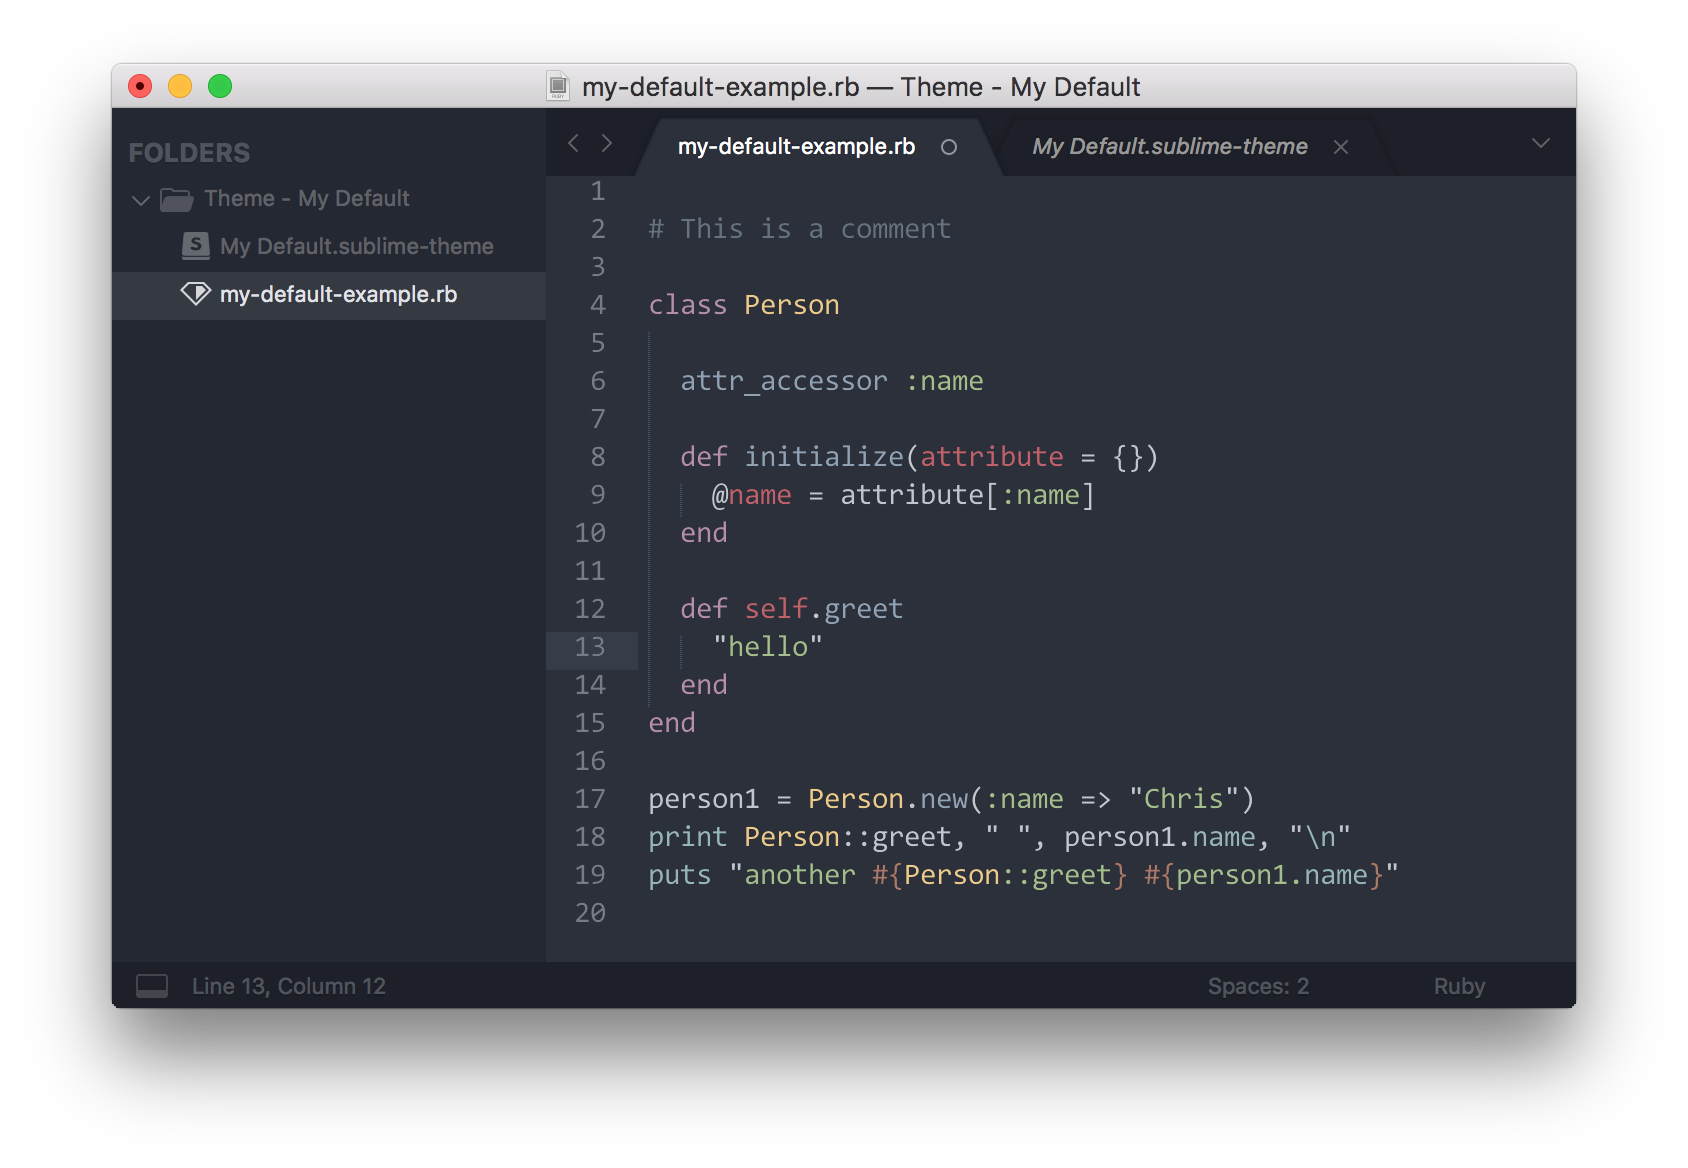 my-default-example.rb — Theme - My Default
FOLDERS
Theme - My Default
My Default.sublime-theme
my-default-example.rb
my-default-example.rb
My Default.sublime-theme
1
2 # This is a comment
3
4 class Person
5
6 attr_accessor :name
7
8 def initialize(attribute = {})
9 @name = attribute[:name]
10 end
11
12 def self.greet
13 "hello"
14 end
15 end
16
17 person1 = Person.new(:name => "Chris")
18 print Person::greet, " ", person1.name, "\n"
19 puts "another #{Person::greet} #{person1.name}"
20
Line 13, Column 12
Spaces: 2
Ruby